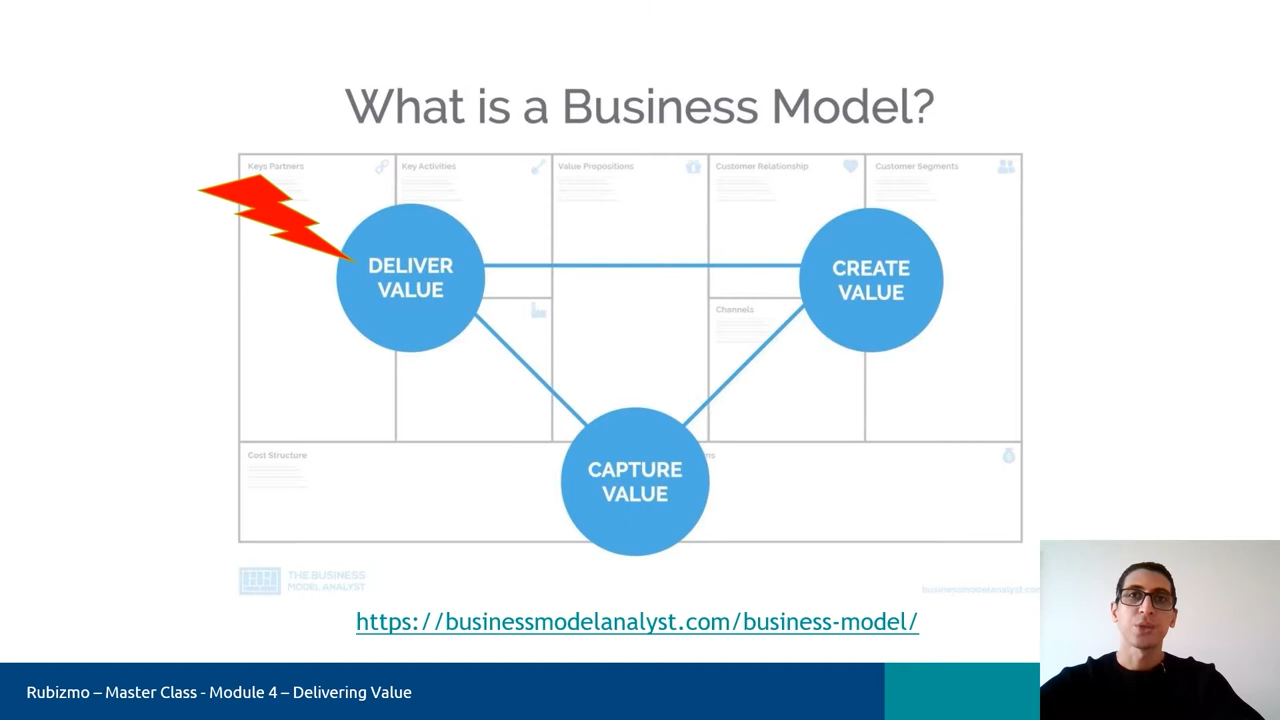 What is a Business Model?
Keys Partners
Key Activities
Value Propositions
Customer Relationship
Customer Segments
DELIVER
VALUE
CREATE
VALUE
Channels
CAPTURE
VALUE
Cost Structure
THE BUSINESS
MODEL ANALYST
businessmodelanalyst.com
https://businessmodelanalyst.com/business-model/
Rubizmo – Master Class - Module 4 – Delivering Value